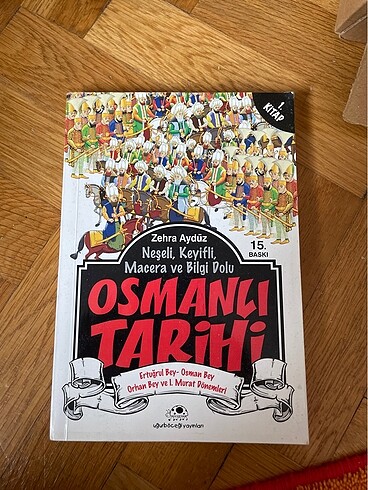 1.
KİTAP
Zehra Aydüz
15.
BASKI
Neşeli, Keyifli,
Macera ve Bilgi Dolu
OSMANLI
TARİHİ
Ertuğrul Bey- Osman Bey
Orhan Bey ve I. Murat Dönemleri
uğurböceği yayınları